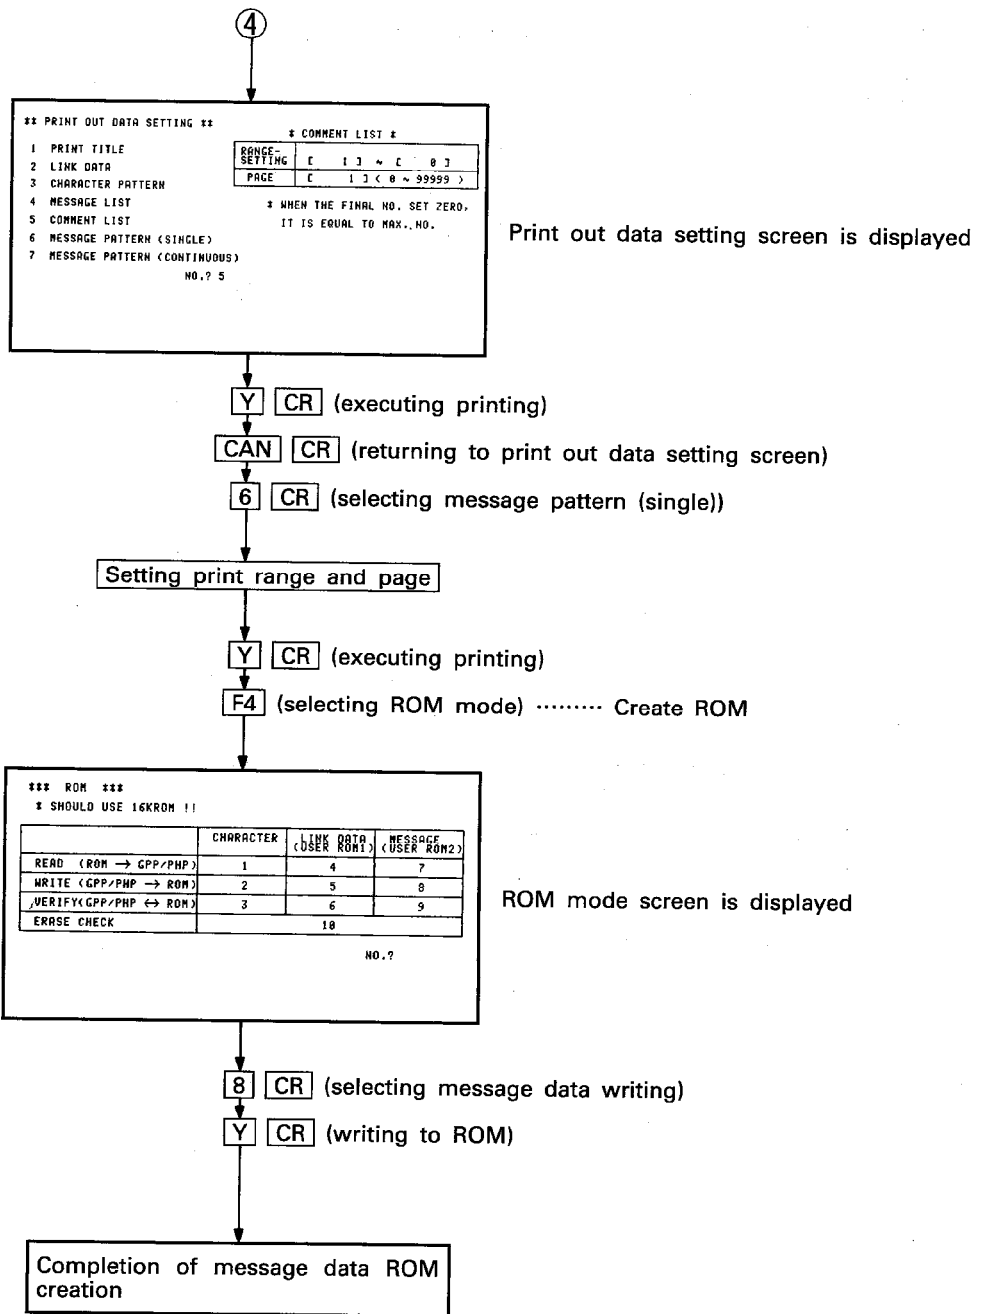 4
** PRINT OUT DATA SETTING **
1 PRINT TITLE
2 LINK DATA
3 CHARACTER PATTERN
4 MESSAGE LIST
5 COMMENT LIST
6 MESSAGE PATTERN (SINGLE)
7 MESSAGE PATTERN (CONTINUOUS)
NO.? 5
* COMMENT LIST *
RANGE-SETTING [ 1 ] ~ [ 0 ]
PAGE [ 1 ] ( 0 ~ 99999 )
* WHEN THE FINAL NO. SET ZERO,
IT IS EQUAL TO MAX. NO.
Print out data setting screen is displayed
Y CR (executing printing)
CAN CR (returning to print out data setting screen)
6 CR (selecting message pattern (single))
Setting print range and page
Y CR (executing printing)
F4 (selecting ROM mode) ········· Create ROM
*** ROM ***
* SHOULD USE 16KROM !!
CHARACTER LINK DATA (USER ROM1) MESSAGE (USER ROM2)
READ (ROM → GPP/PHP) 1 4 7
WRITE (GPP/PHP → ROM) 2 5 8
VERIFY(GPP/PHP ↔ ROM) 3 6 9
ERASE CHECK 10
NO.?
ROM mode screen is displayed
8 CR (selecting message data writing)
Y CR (writing to ROM)
Completion of message data ROM
creation